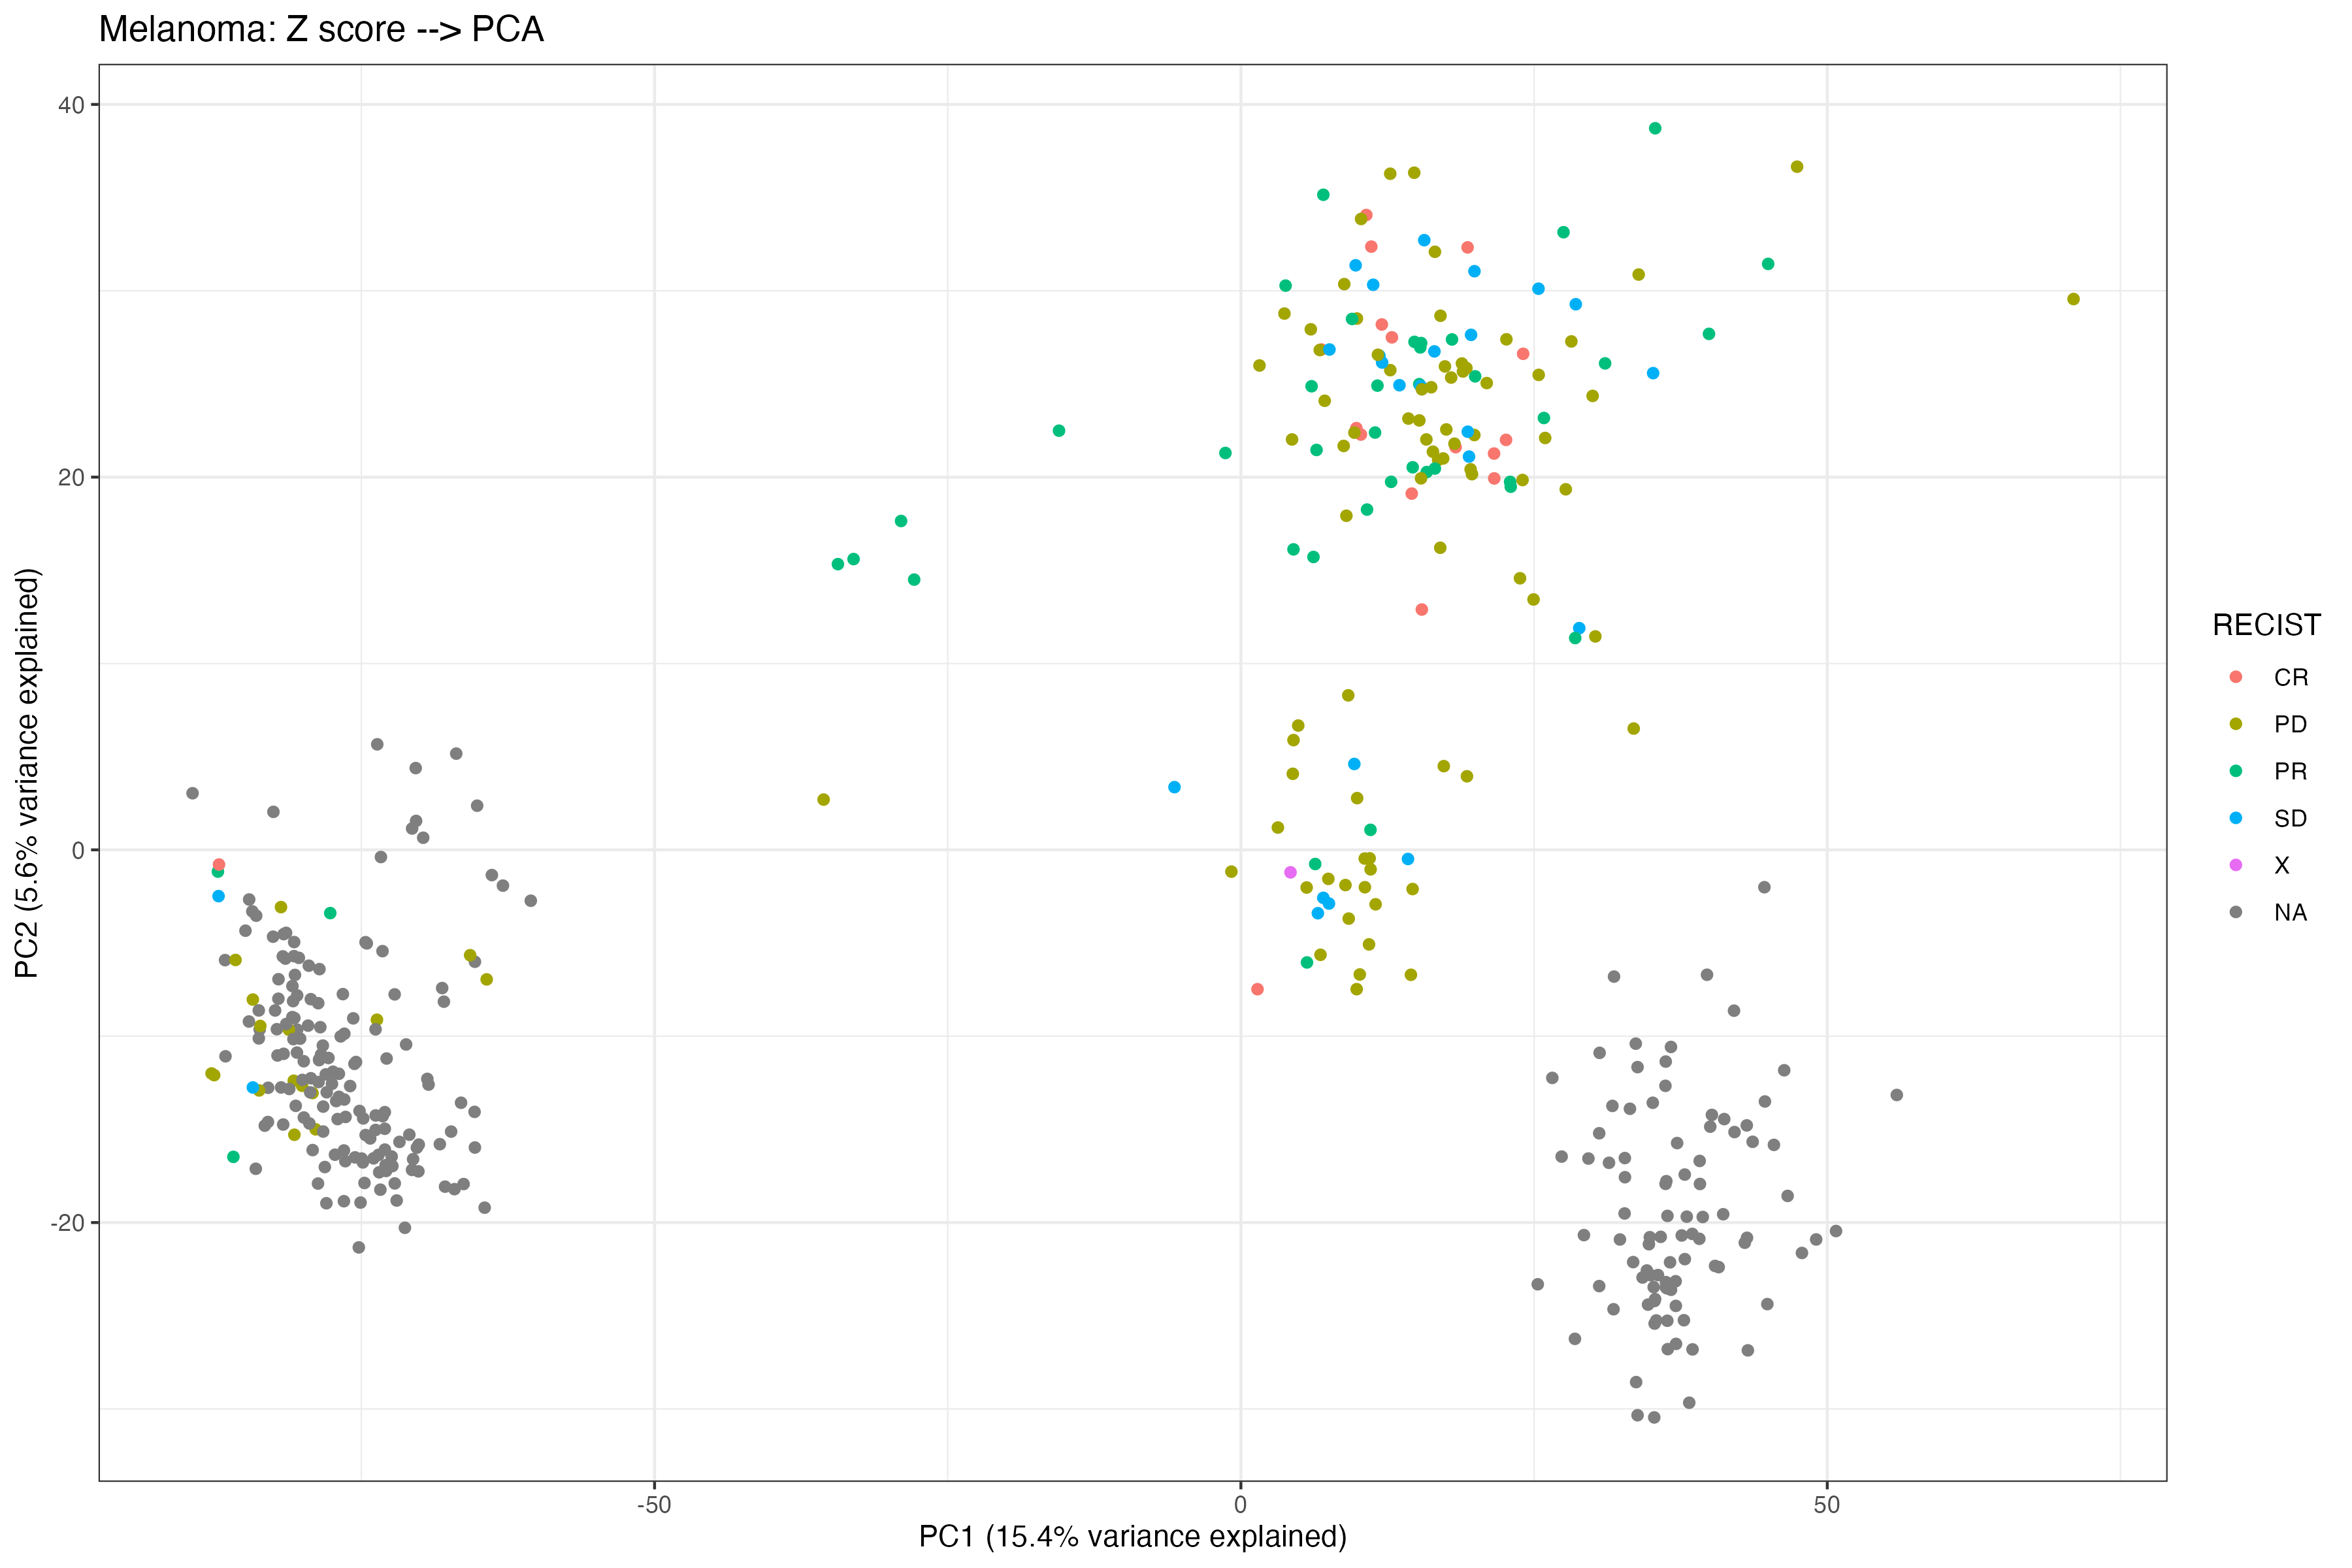 Melanoma: Z score --> PCA
40
20
0
-20
PC2 (5.6% variance explained)
-50
0
50
PC1 (15.4% variance explained)
RECIST
CR
PD
PR
SD
X
NA